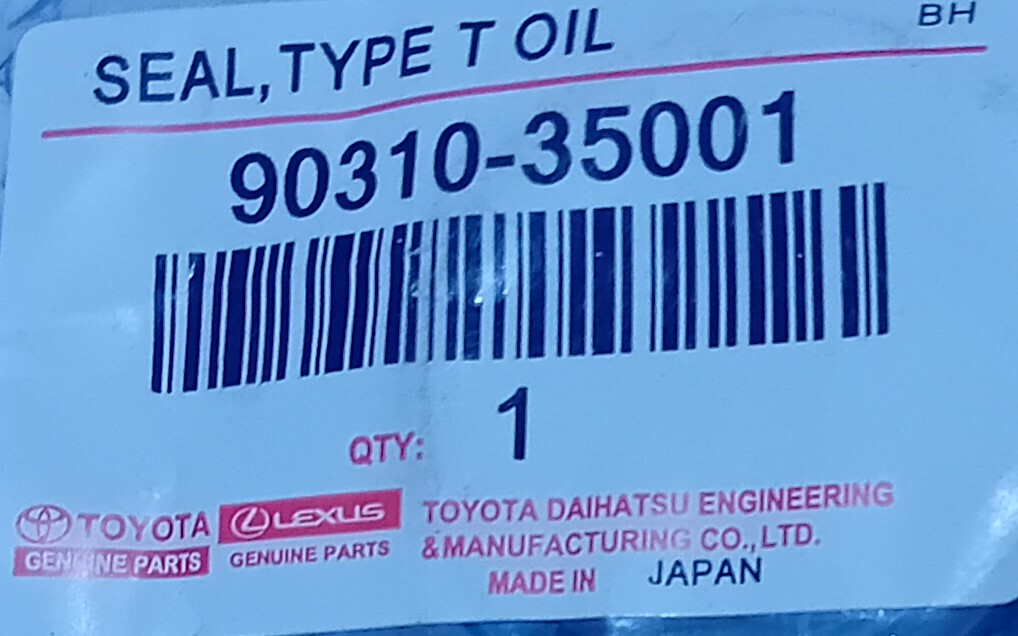 BH
SEAL,TYPE T OIL
90310-35001
QTY: 1
TOYOTA
GENUINE PARTS
LEXUS
GENUINE PARTS
TOYOTA DAIHATSU ENGINEERING
&MANUFACTURING CO.,LTD.
MADE IN JAPAN